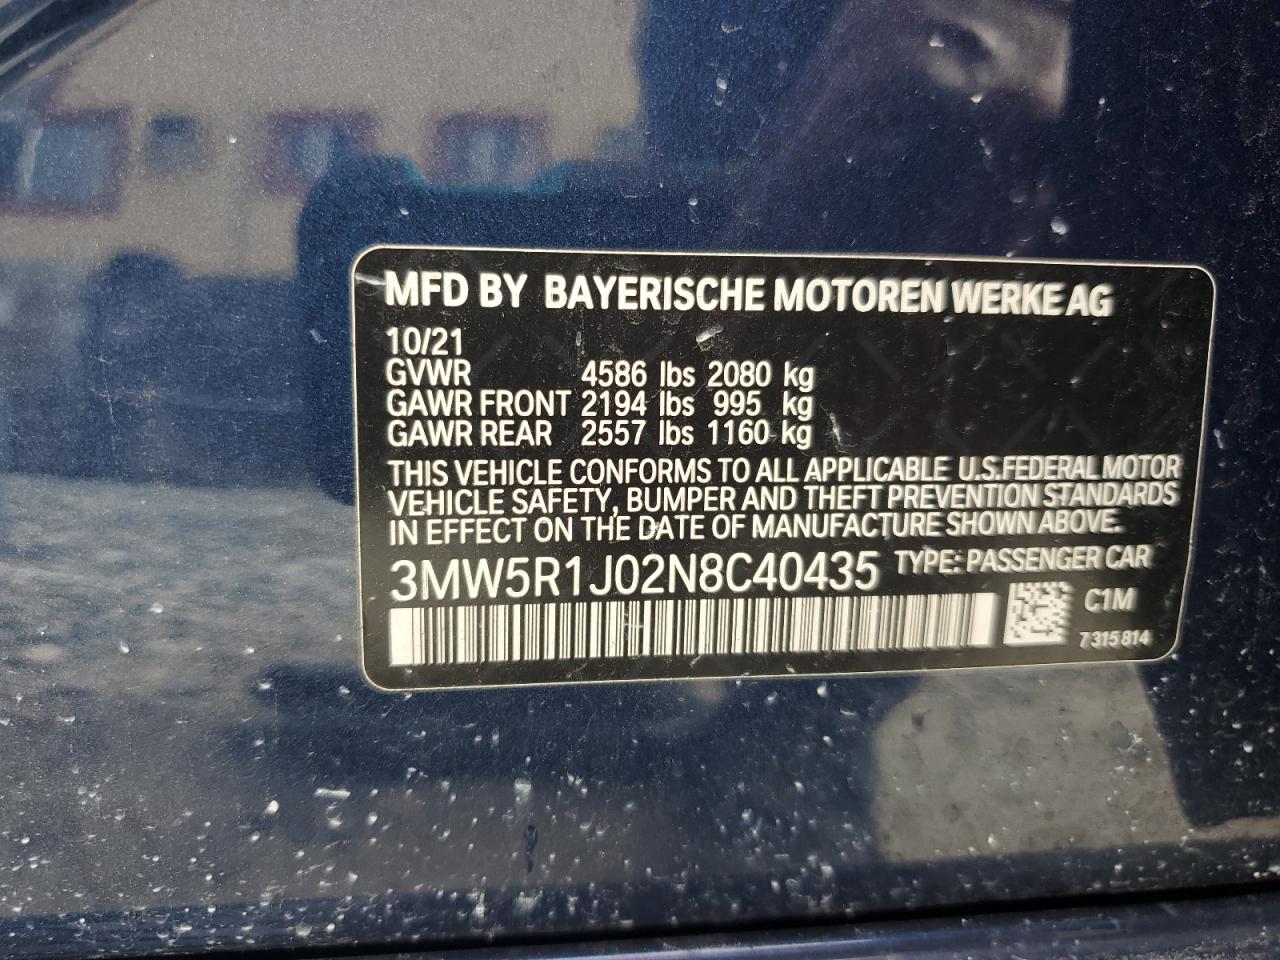 MFD BY BAYERISCHE MOTOREN WERKE AG
10/21
GVWR 4586 lbs 2080 kg
GAWR FRONT 2194 lbs 995 kg
GAWR REAR 2557 lbs 1160 kg
THIS VEHICLE CONFORMS TO ALL APPLICABLE U.S.FEDERAL MOTOR
VEHICLE SAFETY, BUMPER AND THEFT PREVENTION STANDARDS
IN EFFECT ON THE DATE OF MANUFACTURE SHOWN ABOVE.
3MW5R1J02N8C40435 TYPE: PASSENGER CAR
C1M
7 315 814